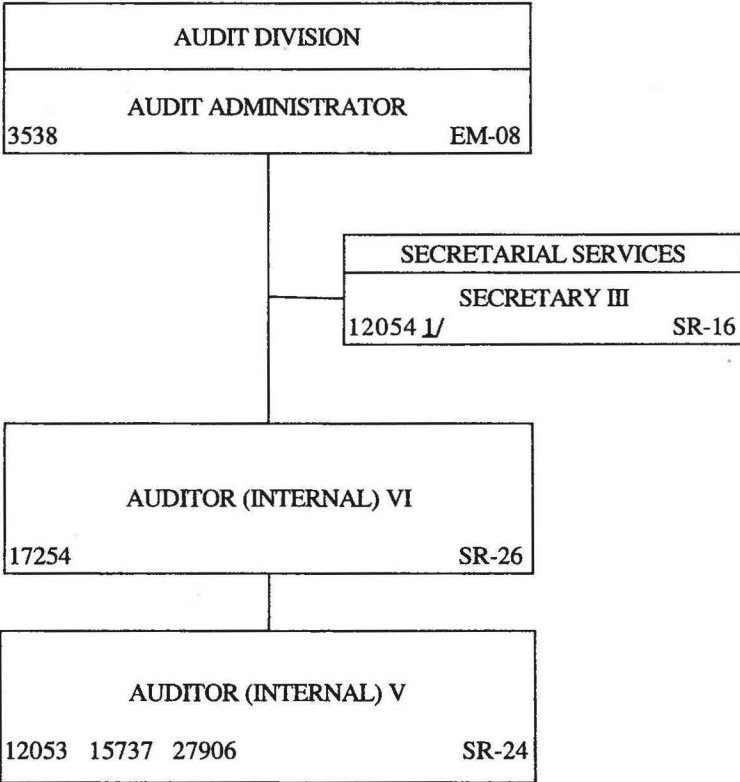 AUDIT DIVISION
AUDIT ADMINISTRATOR
3538 EM-08
SECRETARIAL SERVICES
SECRETARY III
12054 1/ SR-16
AUDITOR (INTERNAL) VI
17254 SR-26
AUDITOR (INTERNAL) V
12053 15737 27906 SR-24